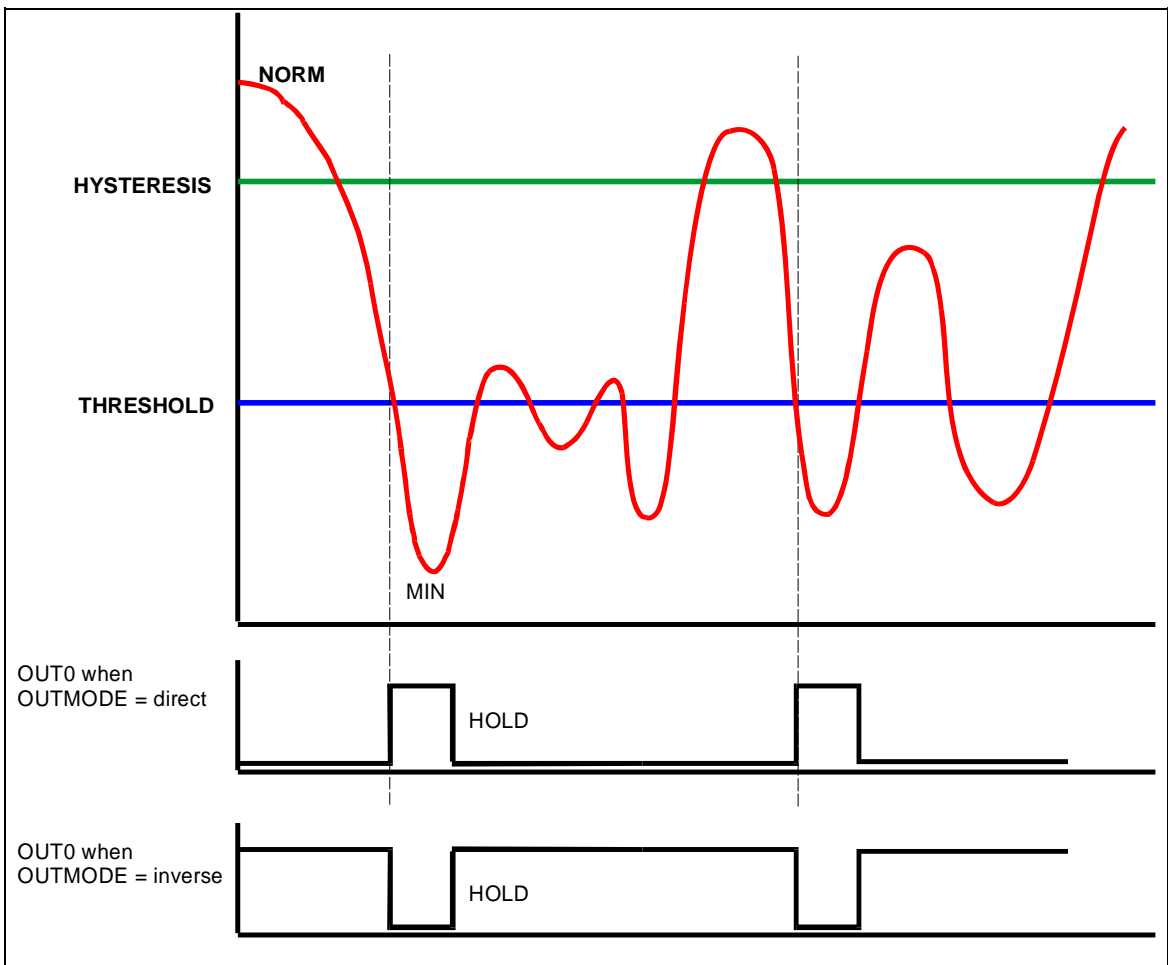 NORM
HYSTERESIS
THRESHOLD
MIN
OUT0 when
OUTMODE = direct
HOLD
OUT0 when
OUTMODE = inverse
HOLD